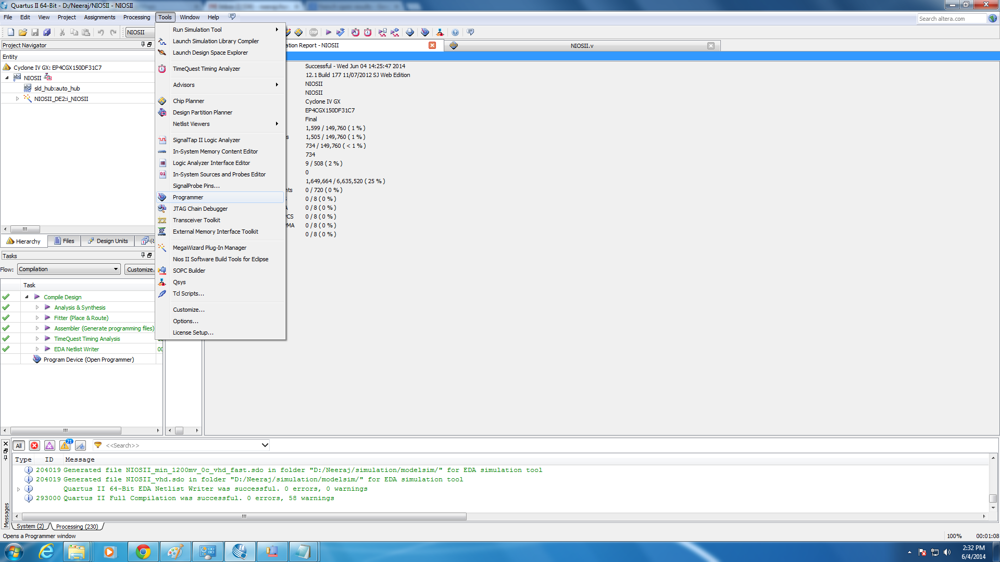 Quartus II 64-Bit - D:/Neeraj/NIOSII - NIOSII
File Edit View Project Assignments Processing Tools Window Help
Search altera.com
NIOSII
Project Navigator
Entity
Cyclone IV GX: EP4CGX150DF31C7
NIOSII
sld_hub:auto_hub
NIOSII_DE2:i_NIOSII
Hierarchy Files Design Units
Tasks
Flow: Compilation Customize.
Task
Compile Design
Analysis & Synthesis
Fitter (Place & Route)
Assembler (Generate programming files)
TimeQuest Timing Analysis
EDA Netlist Writer 00
Program Device (Open Programmer)
Run Simulation Tool
Launch Simulation Library Compiler
Launch Design Space Explorer
TimeQuest Timing Analyzer
Advisors
Chip Planner
Design Partition Planner
Netlist Viewers
SignalTap II Logic Analyzer
In-System Memory Content Editor
Logic Analyzer Interface Editor
In-System Sources and Probes Editor
SignalProbe Pins...
Programmer
JTAG Chain Debugger
Transceiver Toolkit
External Memory Interface Toolkit
MegaWizard Plug-In Manager
Nios II Software Build Tools for Eclipse
SOPC Builder
Qsys
Tcl Scripts...
Customize...
Options...
License Setup...
ation Report - NIOSII
NIOSII.v
Successful - Wed Jun 04 14:25:47 2014
12.1 Build 177 11/07/2012 SJ Web Edition
NIOSII
NIOSII
Cyclone IV GX
EP4CGX150DF31C7
Final
1,599 / 149,760 ( 1 % )
s 1,505 / 149,760 ( 1 % )
734 / 149,760 ( < 1 % )
734
9 / 508 ( 2 % )
0
1,649,664 / 6,635,520 ( 25 % )
nts 0 / 720 ( 0 % )
0 / 8 ( 0 % )
A 0 / 8 ( 0 % )
PCS 0 / 8 ( 0 % )
PMA 0 / 8 ( 0 % )
0 / 8 ( 0 % )
All 21 <<Search>>
Type ID Message
204019 Generated file NIOSII_min_1200mv_0c_vhd_fast.sdo in folder "D:/Neeraj/simulation/modelsim/" for EDA simulation tool
204019 Generated file NIOSII_vhd.sdo in folder "D:/Neeraj/simulation/modelsim/" for EDA simulation tool
Quartus II 64-Bit EDA Netlist Writer was successful. 0 errors, 0 warnings
293000 Quartus II Full Compilation was successful. 0 errors, 58 warnings
Messages
System (2) Processing (230)
Opens a Programmer window
100% 00:01:08
2:32 PM
6/4/2014